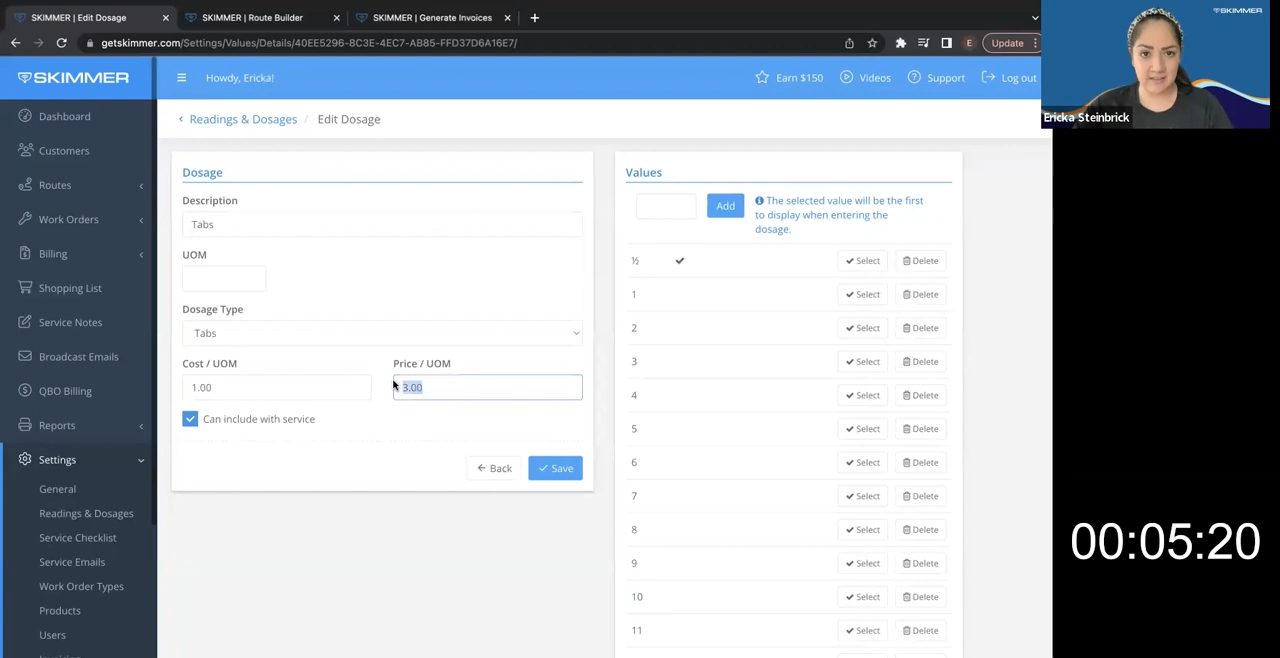 SKIMMER | Edit Dosage
SKIMMER | Route Builder
SKIMMER | Generate Invoices
getskimmer.com/Settings/Values/Details/40EE5296-8C3E-4EC7-AB85-FFD37D6A16E7/
E
Update
SKIMMER
Howdy, Ericka!
Earn $150
Videos
Support
Log out
SKIMMER
Ericka Steinbrick
Dashboard
Customers
Routes
Work Orders
Billing
Shopping List
Service Notes
Broadcast Emails
QBO Billing
Reports
Settings
General
Readings & Dosages
Service Checklist
Service Emails
Work Order Types
Products
Users
Readings & Dosages
Edit Dosage
Dosage
Description
Tabs
UOM
Dosage Type
Tabs
Cost / UOM
Price / UOM
1.00
3.00
Can include with service
Back
Save
Values
Add
The selected value will be the first
to display when entering the
dosage.
½ Select Delete
1 Select Delete
2 Select Delete
3 Select Delete
4 Select Delete
5 Select Delete
6 Select Delete
7 Select Delete
8 Select Delete
9 Select Delete
10 Select Delete
11 Select Delete
00:05:20